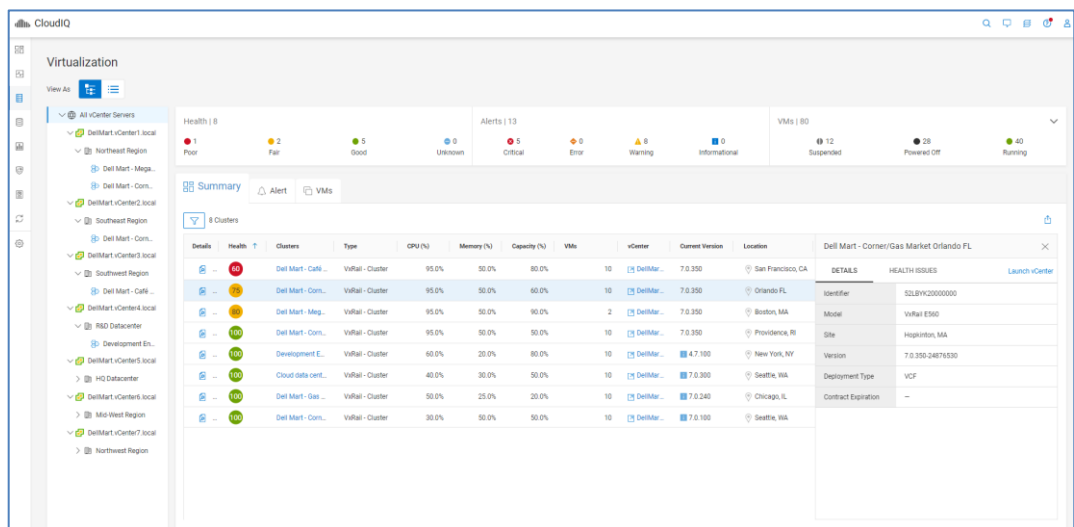 CloudIQ
Virtualization
View As
All vCenter Servers
DellMart.vCenter1.local
Northeast Region
Dell Mart - Mega...
Dell Mart - Corn...
DellMart.vCenter2.local
Southeast Region
Dell Mart - Corn...
DellMart.vCenter3.local
Southwest Region
Dell Mart - Café ...
DellMart.vCenter4.local
R&D Datacenter
Development En...
DellMart.vCenter5.local
HQ Datacenter
DellMart.vCenter6.local
Mid-West Region
DellMart.vCenter7.local
Northwest Region
Health | 8
1 2 5 0
Poor Fair Good Unknown
Alerts | 13
5 0 8 0
Critical Error Warning Informational
VMs | 80
12 28 40
Suspended Powered Off Running
Summary Alert VMs
8 Clusters
Details Health Clusters Type CPU (%) Memory (%) Capacity (%) VMs vCenter Current Version Location
... 60 Dell Mart - Café ... VxRail - Cluster 95.0% 50.0% 80.0% 10 DellMar... 7.0.350 San Francisco, CA
... 75 Dell Mart - Corn... VxRail - Cluster 95.0% 50.0% 60.0% 10 DellMar... 7.0.350 Orlando FL
... 80 Dell Mart - Meg... VxRail - Cluster 95.0% 50.0% 90.0% 2 DellMar... 7.0.350 Boston, MA
... 100 Dell Mart - Corn... VxRail - Cluster 95.0% 50.0% 50.0% 10 DellMar... 7.0.350 Providence, RI
... 100 Development E... VxRail - Cluster 60.0% 20.0% 80.0% 10 DellMar... 4.7.100 New York, NY
... 100 Cloud data cent... VxRail - Cluster 40.0% 30.0% 50.0% 10 DellMar... 7.0.300 Seattle, WA
... 100 Dell Mart - Gas ... VxRail - Cluster 50.0% 25.0% 20.0% 10 DellMar... 7.0.240 Chicago, IL
... 100 Dell Mart - Corn... VxRail - Cluster 30.0% 50.0% 50.0% 10 DellMar... 7.0.100 Seattle, WA
Dell Mart - Corner/Gas Market Orlando FL
DETAILS HEALTH ISSUES Launch vCenter
Identifier 52LBYK20000000
Model VxRail E560
Site Hopkinton, MA
Version 7.0.350-24876530
Deployment Type VCF
Contract Expiration --